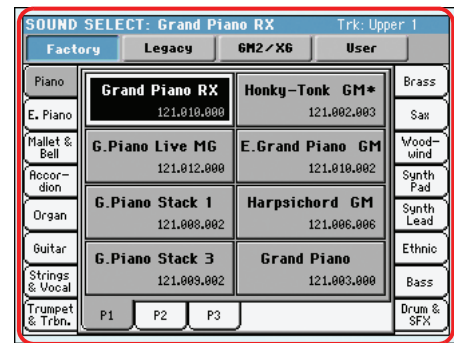 SOUND SELECT: Grand Piano RX Trk: Upper 1
Factory Legacy GM2/XG User
Piano
E. Piano
Mallet &
Bell
Accor-
dion
Organ
Guitar
Strings
& Vocal
Trumpet
& Trbn.
Grand Piano RX
121.010.000
Honky-Tonk GM*
121.002.003
G.Piano Live MG
121.012.000
E.Grand Piano GM
121.010.002
G.Piano Stack 1
121.008.002
Harpsichord GM
121.006.006
G.Piano Stack 3
121.009.002
Grand Piano
121.003.000
P1 P2 P3
Brass
Sax
Wood-
wind
Synth
Pad
Synth
Lead
Ethnic
Bass
Drum &
SFX